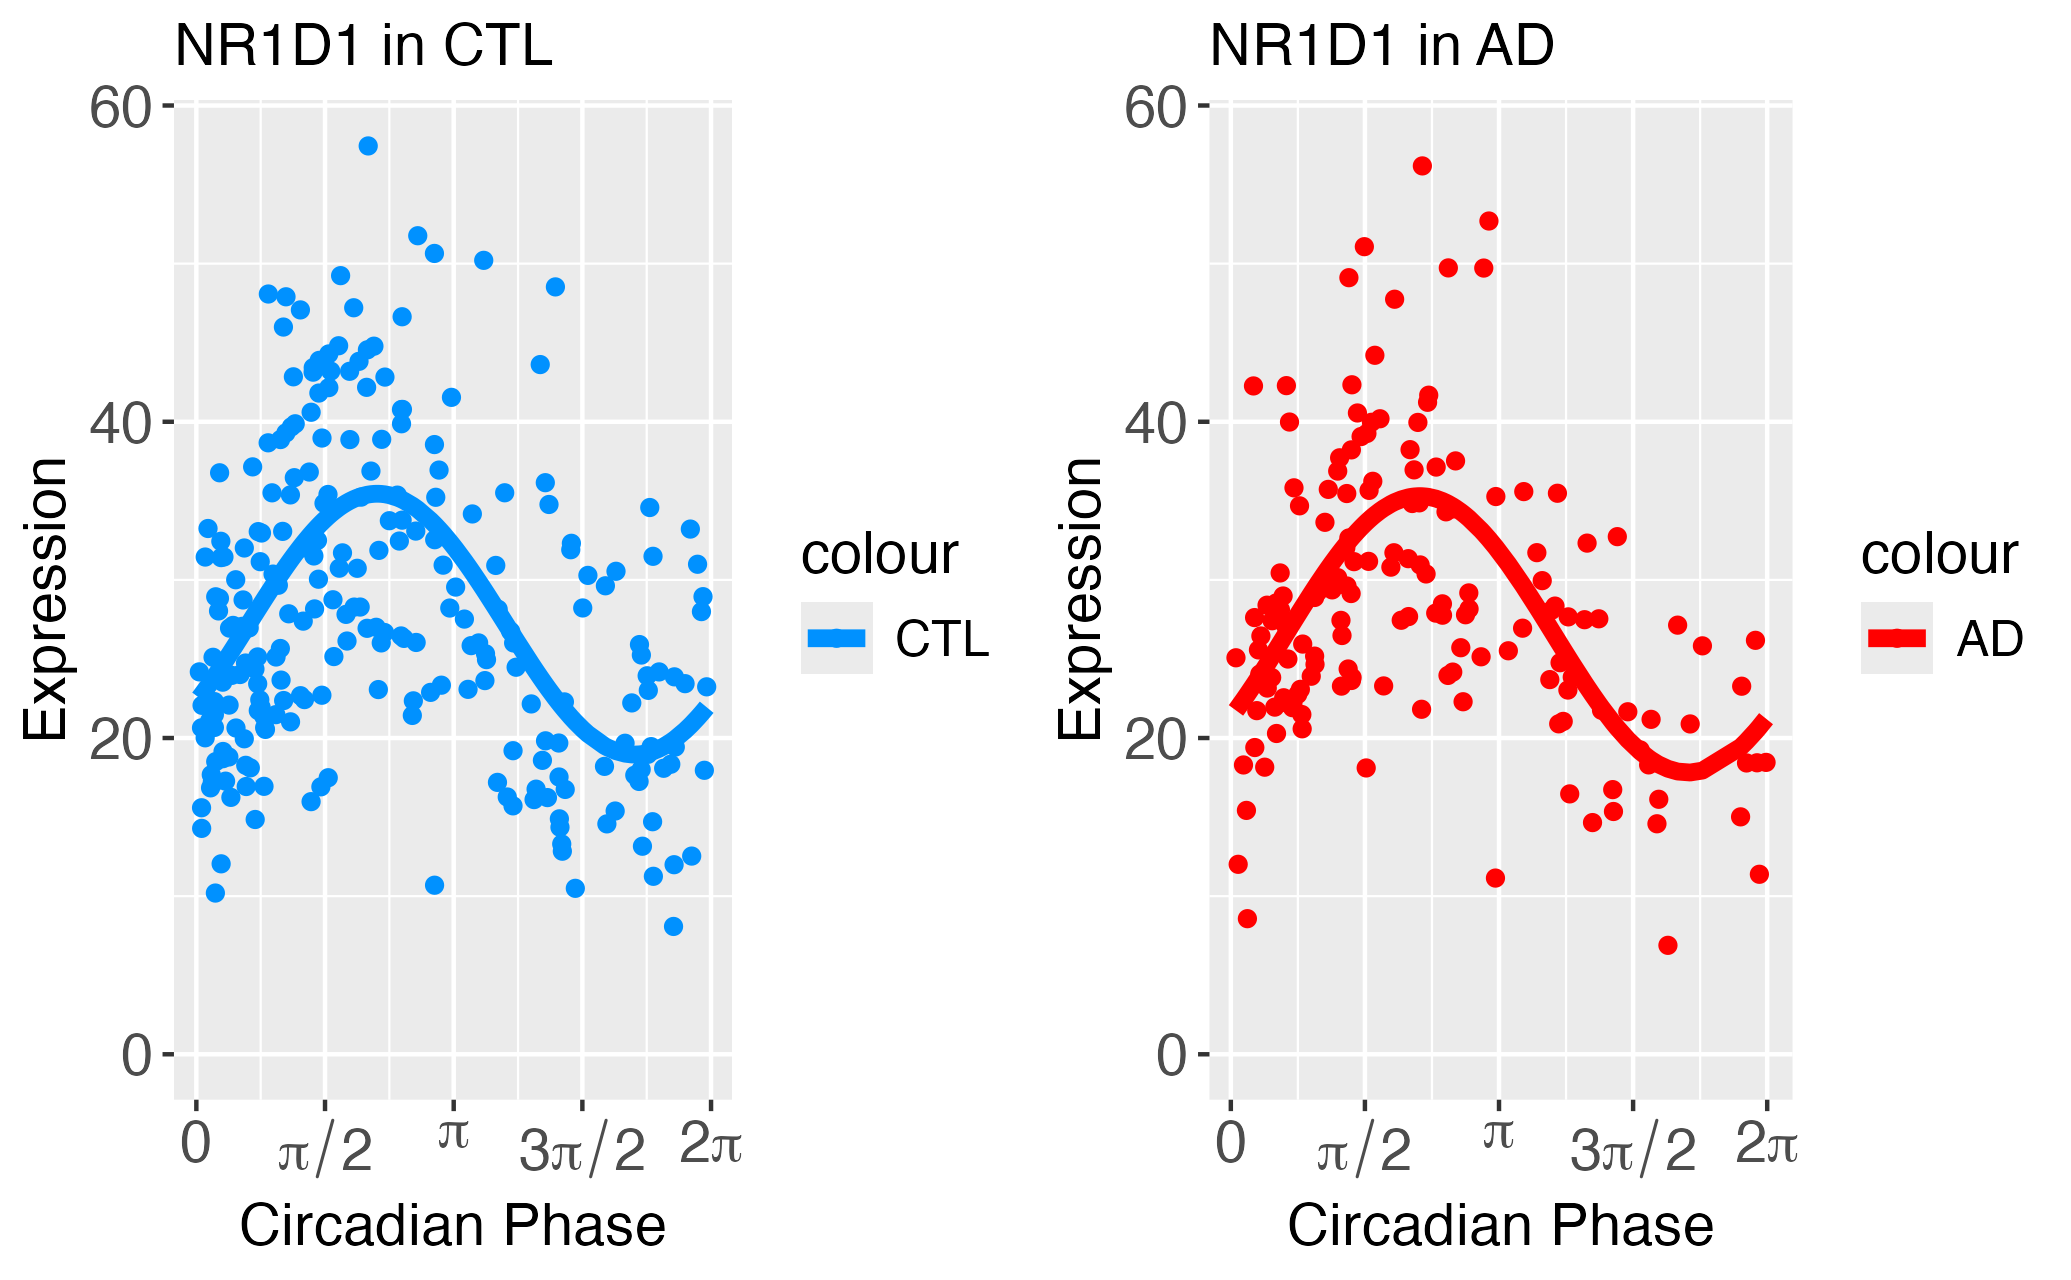 NR1D1 in CTL
60
40
20
0
Expression
0 π/2 π 3π/2 2π
Circadian Phase
colour
CTL
NR1D1 in AD
60
40
20
0
Expression
0 π/2 π 3π/2 2π
Circadian Phase
colour
AD